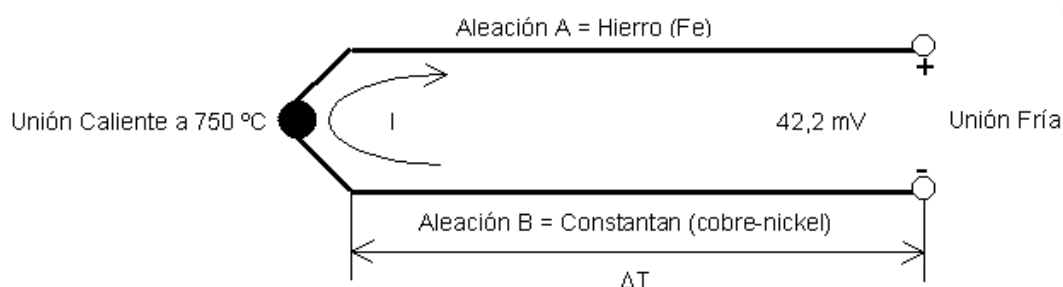 Aleación A = Hierro (Fe)
+
Unión Caliente a 750 ºC
I
42,2 mV
Unión Fría
-
Aleación B = Constantan (cobre-nickel)
ΔT